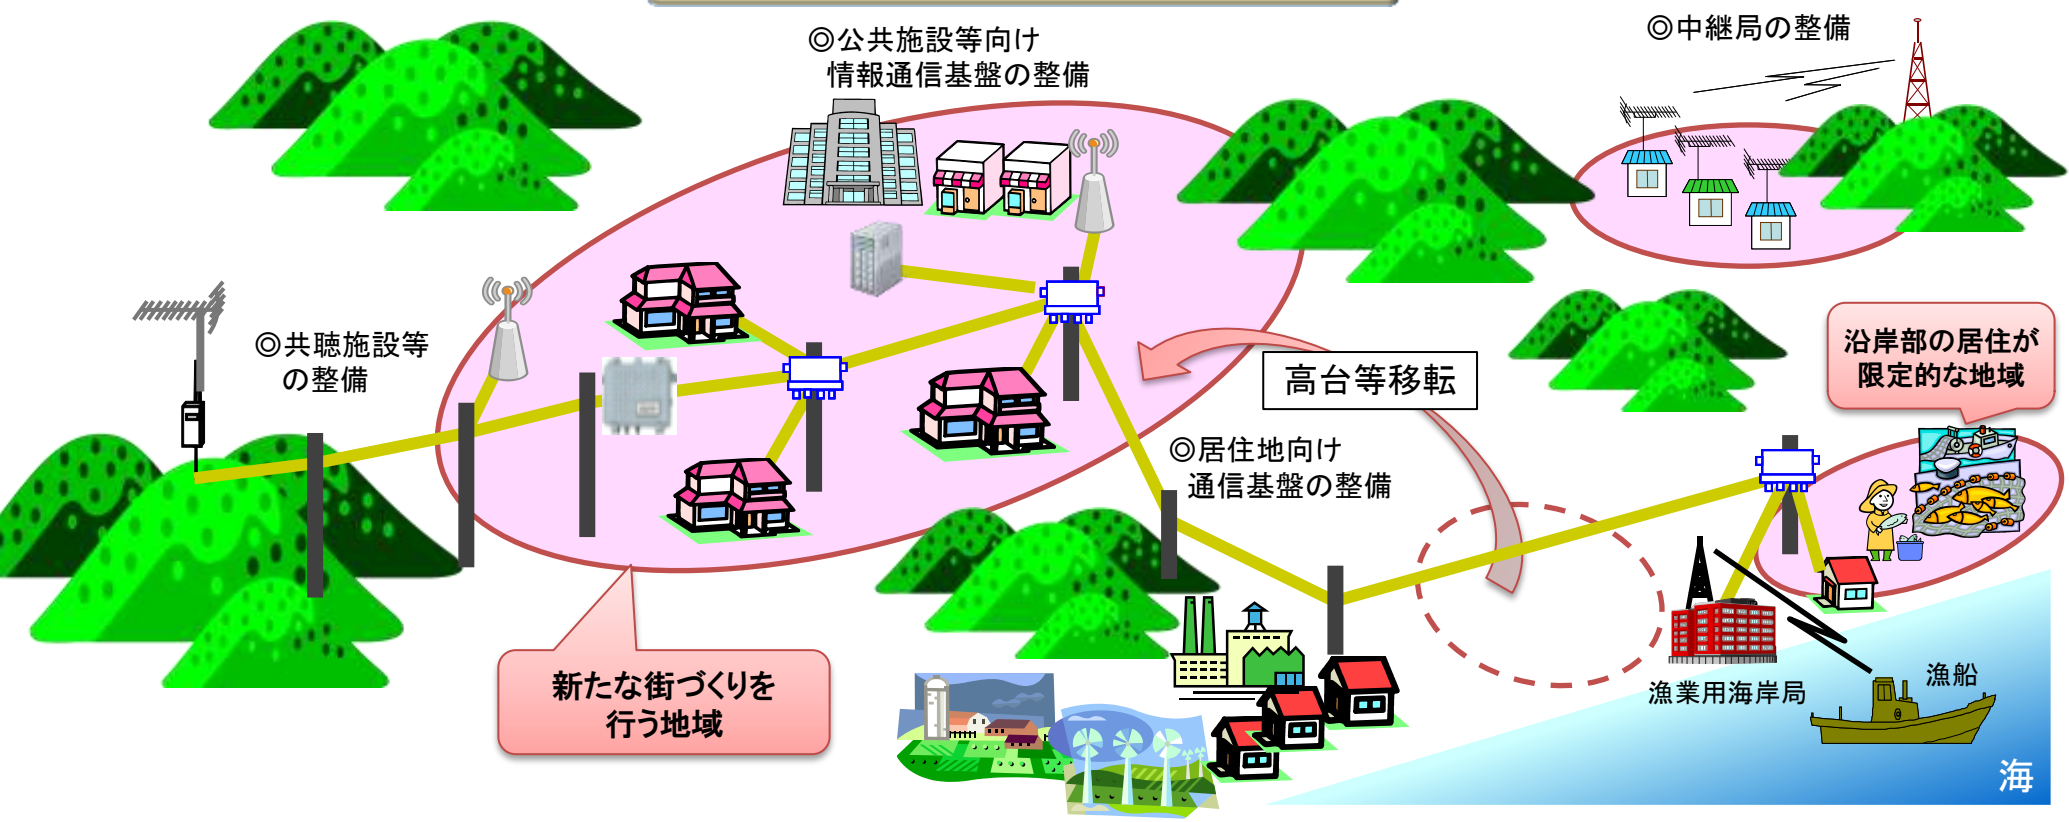 ◎公共施設等向け
情報通信基盤の整備
◎中継局の整備
◎共聴施設等
の整備
沿岸部の居住が
限定的な地域
高台等移転
◎居住地向け
通信基盤の整備
新たな街づくりを
行う地域
漁業用海岸局
漁船
海